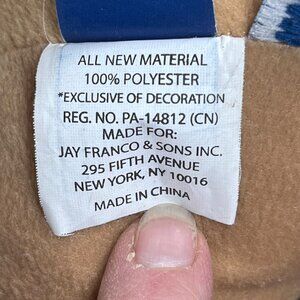 ALL NEW MATERIAL
100% POLYESTER
*EXCLUSIVE OF DECORATION
REG. NO. PA-14812 (CN)
MADE FOR:
JAY FRANCO & SONS INC.
295 FIFTH AVENUE
NEW YORK, NY 10016
MADE IN CHINA